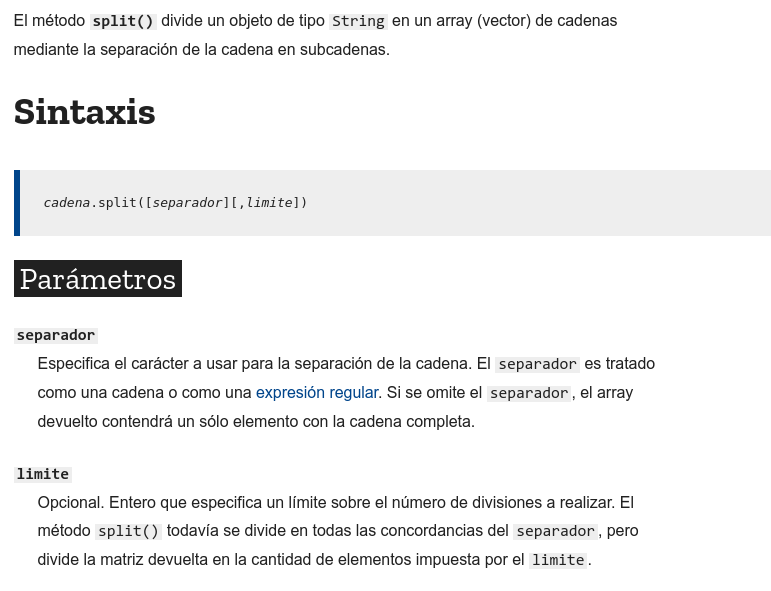 El método split() divide un objeto de tipo String en un array (vector) de cadenas
mediante la separación de la cadena en subcadenas.
Sintaxis
cadena.split([separador][,limite])
Parámetros
separador
Especifica el carácter a usar para la separación de la cadena. El separador es tratado
como una cadena o como una expresión regular. Si se omite el separador, el array
devuelto contendrá un sólo elemento con la cadena completa.
limite
Opcional. Entero que especifica un límite sobre el número de divisiones a realizar. El
método split() todavía se divide en todas las concordancias del separador, pero
divide la matriz devuelta en la cantidad de elementos impuesta por el limite.